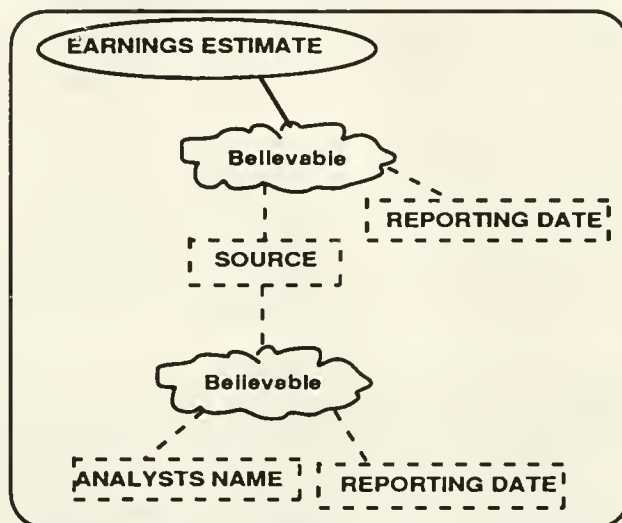 EARNINGS ESTIMATE
Believable
REPORTING DATE
SOURCE
Believable
ANALYSTS NAME
REPORTING DATE